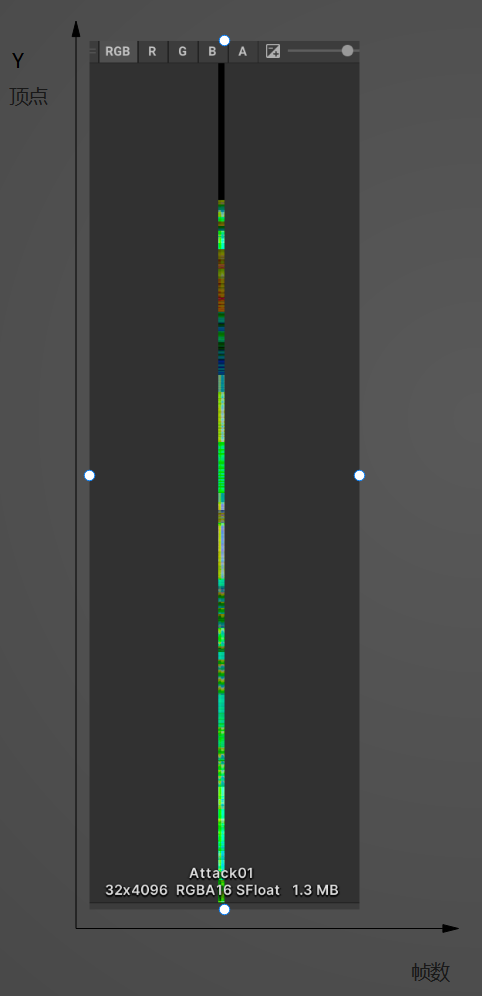 RGB R G B A
Y
顶点
Attack01
32x4096 RGBA16 SFloat 1.3 MB
帧数